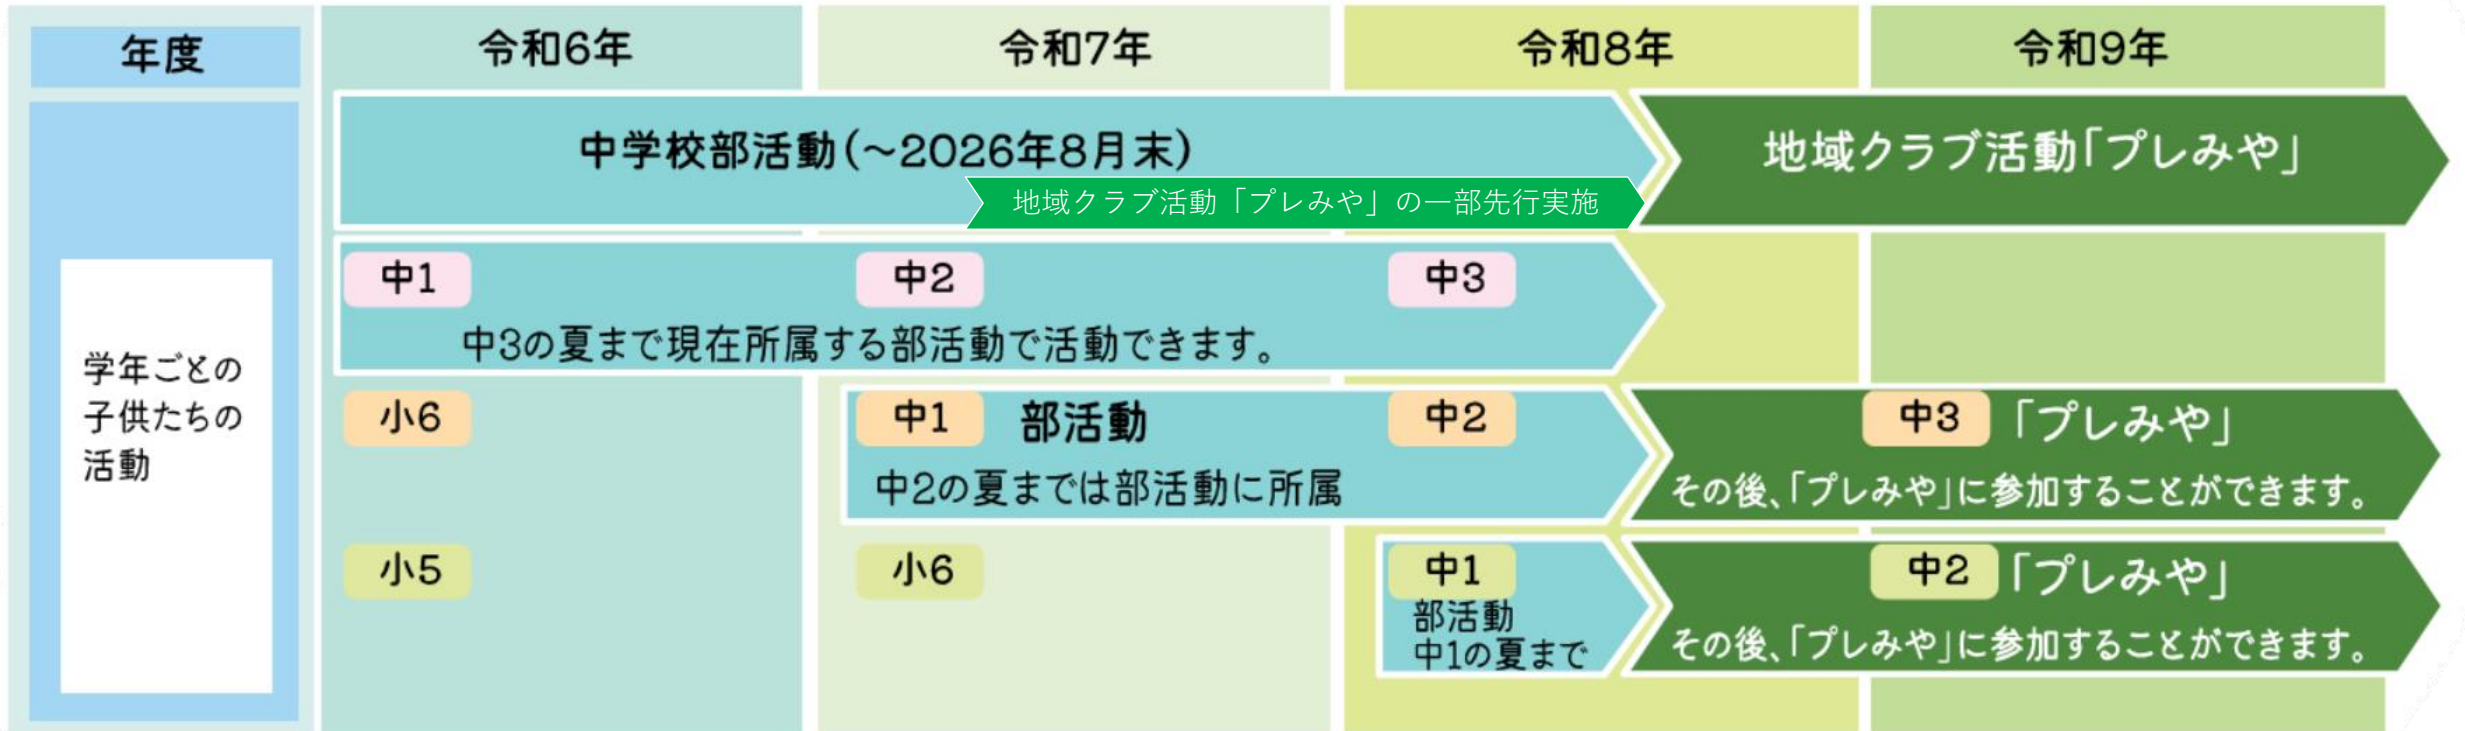 年度
令和6年
令和7年
令和8年
令和9年
中学校部活動(～2026年8月末)
地域クラブ活動「プレみや」
地域クラブ活動「プレみや」の一部先行実施
学年ごとの
子供たちの
活動
中1
中2
中3
中3の夏まで現在所属する部活動で活動できます。
小6
中1
部活動
中2
中3
「プレみや」
中2の夏までは部活動に所属
その後、「プレみや」に参加することができます。
小5
小6
中1
中2
「プレみや」
部活動
中1の夏まで
その後、「プレみや」に参加することができます。